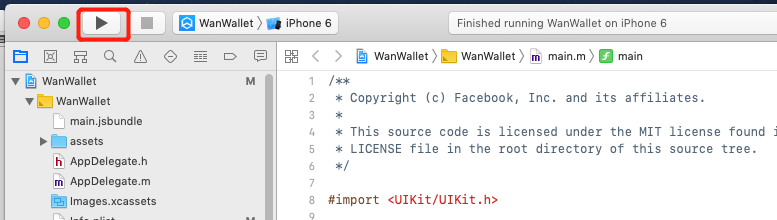 WanWallet iPhone 6
Finished running WanWallet on iPhone 6
WanWallet WanWallet main.m main
WanWallet M
WanWallet
main.jsbundle
assets
AppDelegate.h
AppDelegate.m
Images.xcassets
Info.plist
1 /**
2 * Copyright (c) Facebook, Inc. and its affiliates.
3 *
4 * This source code is licensed under the MIT license found
5 * LICENSE file in the root directory of this source tree.
6 */
7
8 #import <UIKit/UIKit.h>
9